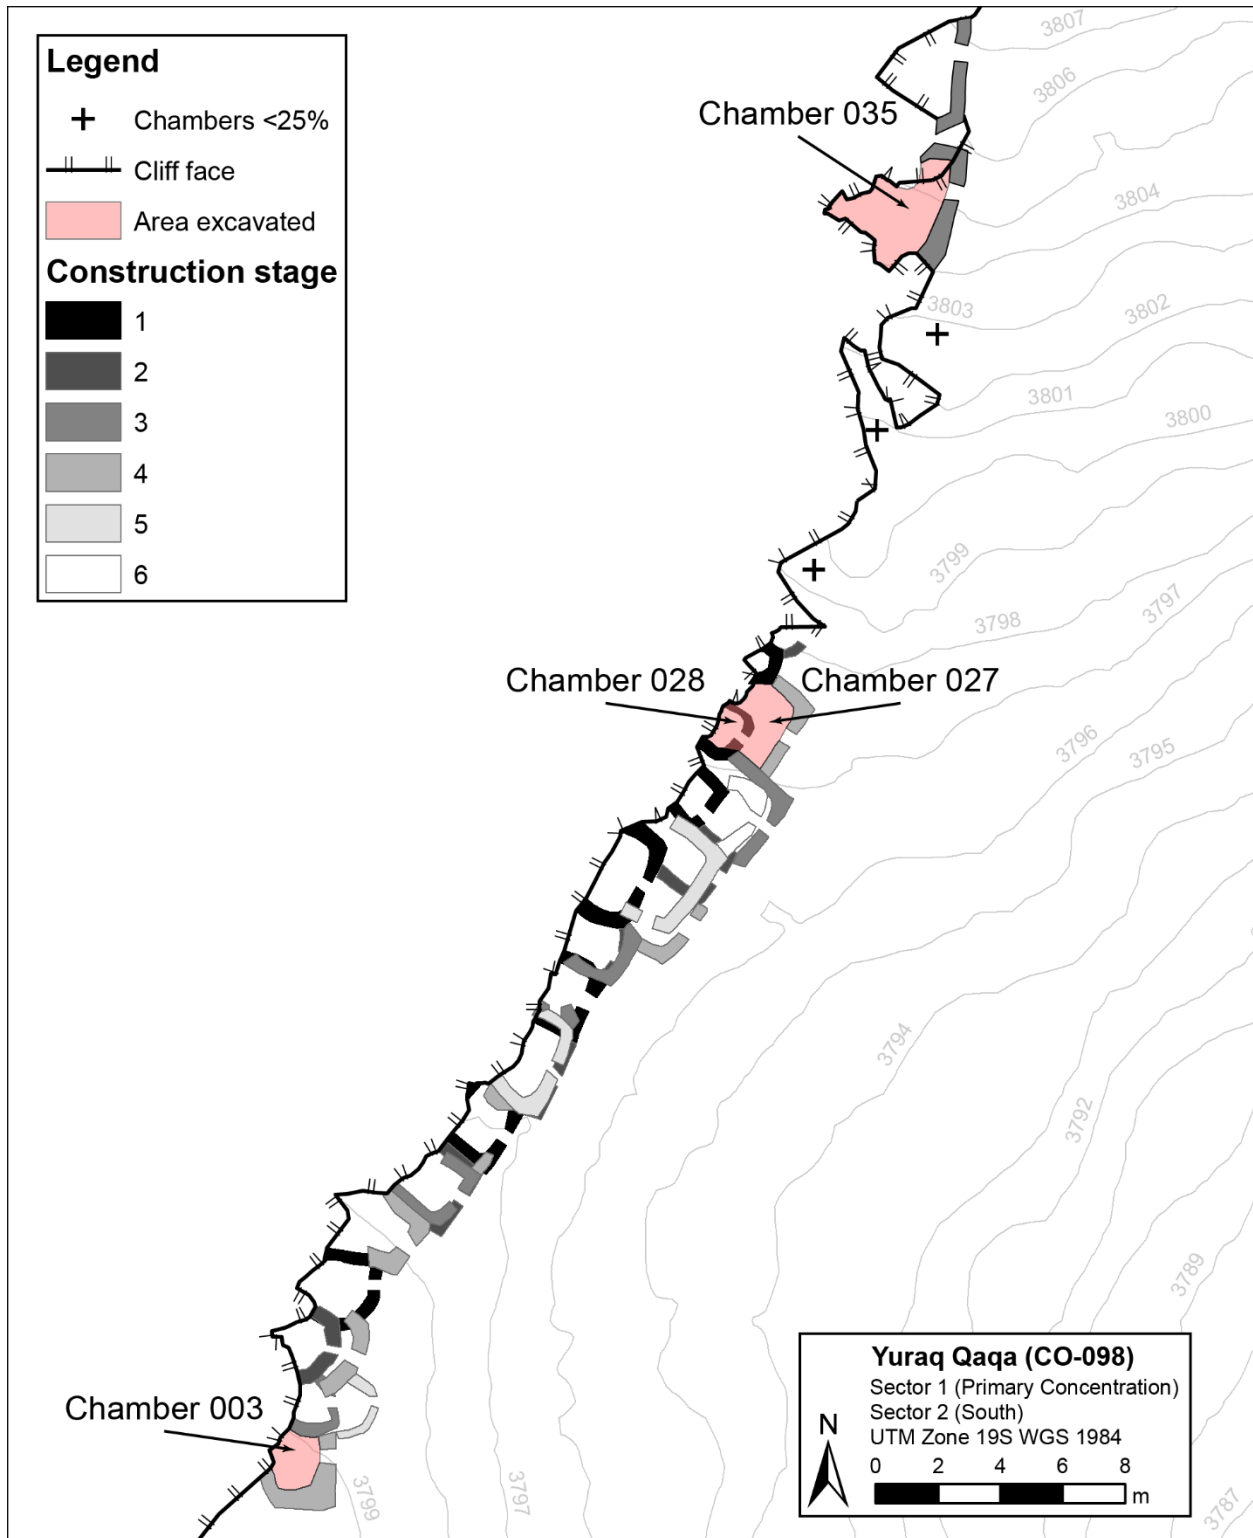 Legend
Chambers <25%
Cliff face
Area excavated
Construction stage
1
2
3
4
5
6
3807
3806
Chamber 035
3804
3803
3802
3801
3800
3799
3798
3797
Chamber 028
Chamber 027
3796
3795
3794
3792
3789
Chamber 003
3799
3797
3787
Yuraq Qaqa (CO-098)
Sector 1 (Primary Concentration)
Sector 2 (South)
UTM Zone 19S WGS 1984
N
0 2 4 6 8
m